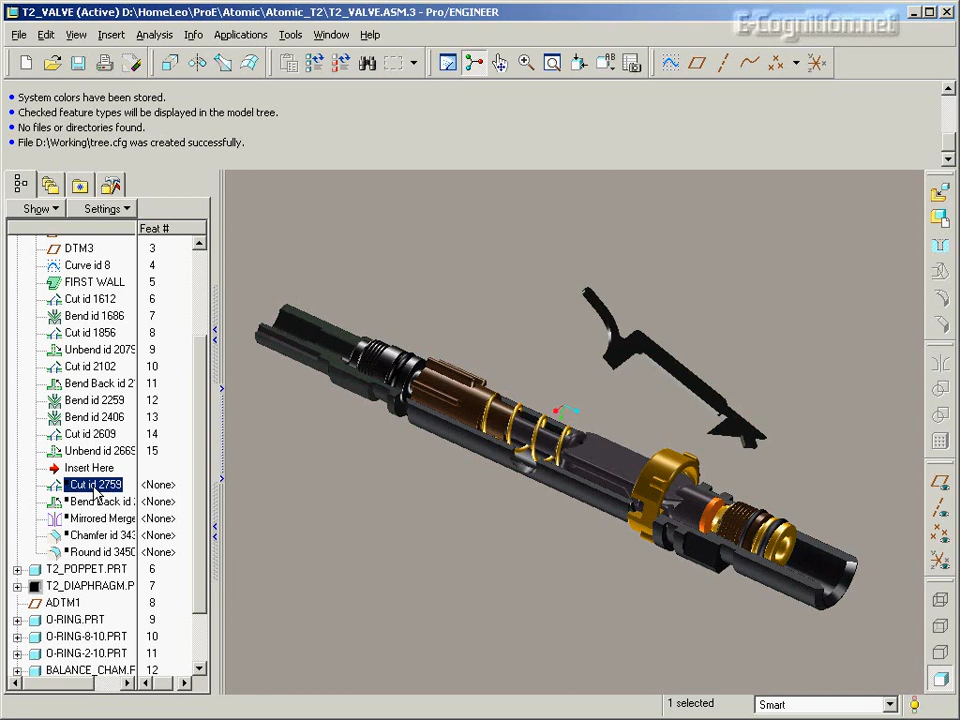 T2_VALVE (Active) D:\HomeLeo\ProE\Atomic\Atomic_T2\T2_VALVE.ASM.3 - Pro/ENGINEER
E-Cognition.net
File Edit View Insert Analysis Info Applications Tools Window Help
• System colors have been stored.
• Checked feature types will be displayed in the model tree.
• No files or directories found.
• File D:\Working\tree.cfg was created successfully.
Show Settings
Feat #
DTM3 3
Curve id 8 4
FIRST WALL 5
Cut id 1612 6
Bend id 1686 7
Cut id 1856 8
Unbend id 2079 9
Cut id 2102 10
Bend Back id 2 11
Bend id 2259 12
Bend id 2406 13
Cut id 2609 14
Unbend id 2669 15
Insert Here
Cut id 2759 <None>
Bend Back id <None>
Mirrored Merge <None>
Chamfer id 343 <None>
Round id 3450 <None>
T2_POPPET.PRT 6
T2_DIAPHRAGM.P 7
ADTM1 8
O-RING.PRT 9
O-RING-8-10.PRT 10
O-RING-2-10.PRT 11
BALANCE_CHAM.F 12
1 selected
Smart